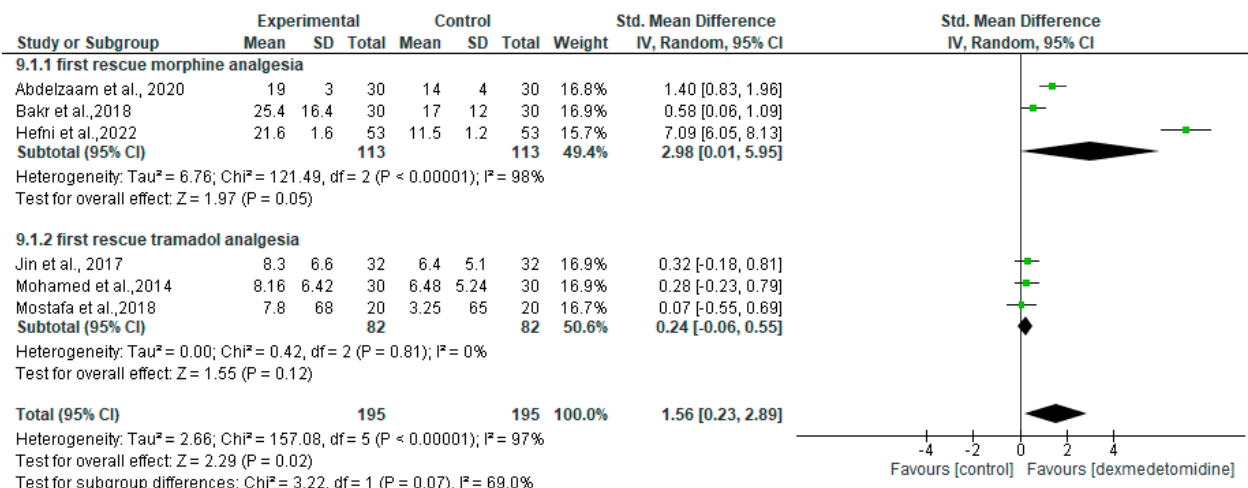 Experimental Control Std. Mean Difference Std. Mean Difference
Study or Subgroup Mean SD Total Mean SD Total Weight IV, Random, 95% CI IV, Random, 95% CI
9.1.1 first rescue morphine analgesia
Abdelzaam et al., 2020 19 3 30 14 4 30 16.8% 1.40 [0.83, 1.96]
Bakr et al.,2018 25.4 16.4 30 17 12 30 16.9% 0.58 [0.06, 1.09]
Hefni et al.,2022 21.6 1.6 53 11.5 1.2 53 15.7% 7.09 [6.05, 8.13]
Subtotal (95% CI) 113 113 49.4% 2.98 [0.01, 5.95]
Heterogeneity: Tau² = 6.76; Chi² = 121.49, df = 2 (P < 0.00001); I² = 98%
Test for overall effect: Z = 1.97 (P = 0.05)
9.1.2 first rescue tramadol analgesia
Jin et al., 2017 8.3 6.6 32 6.4 5.1 32 16.9% 0.32 [-0.18, 0.81]
Mohamed et al.,2014 8.16 6.42 30 6.48 5.24 30 16.9% 0.28 [-0.23, 0.79]
Mostafa et al.,2018 7.8 68 20 3.25 65 20 16.7% 0.07 [-0.55, 0.69]
Subtotal (95% CI) 82 82 50.6% 0.24 [-0.06, 0.55]
Heterogeneity: Tau² = 0.00; Chi² = 0.42, df = 2 (P = 0.81); I² = 0%
Test for overall effect: Z = 1.55 (P = 0.12)
Total (95% CI) 195 195 100.0% 1.56 [0.23, 2.89]
Heterogeneity: Tau² = 2.66; Chi² = 157.08, df = 5 (P < 0.00001); I² = 97%
Test for overall effect: Z = 2.29 (P = 0.02)
Test for subgroup differences: Chi² = 3.22, df = 1 (P = 0.07), I² = 69.0%
-4 -2 0 2 4
Favours [control] Favours [dexmedetomidine]